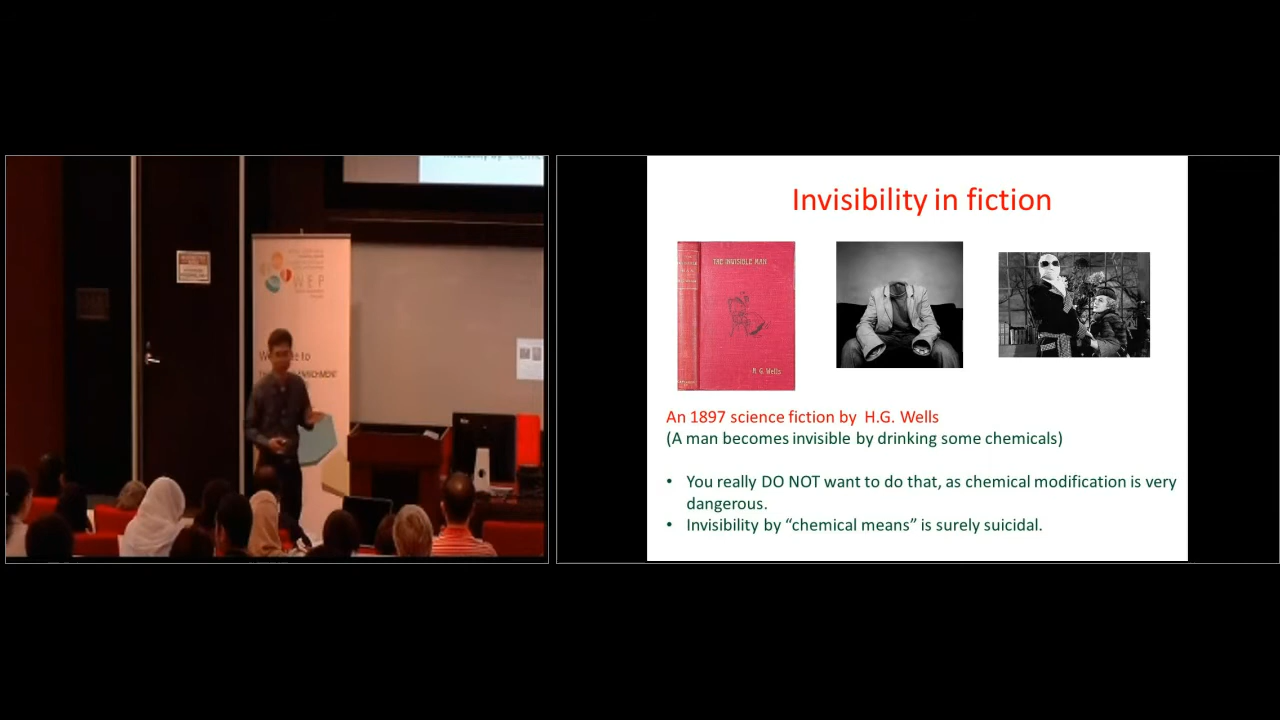 WEP
Welcome to
Invisibility in fiction
THE INVISIBLE MAN
H. G. Wells
An 1897 science fiction by H.G. Wells
(A man becomes invisible by drinking some chemicals)
• You really DO NOT want to do that, as chemical modification is very
dangerous.
• Invisibility by “chemical means” is surely suicidal.